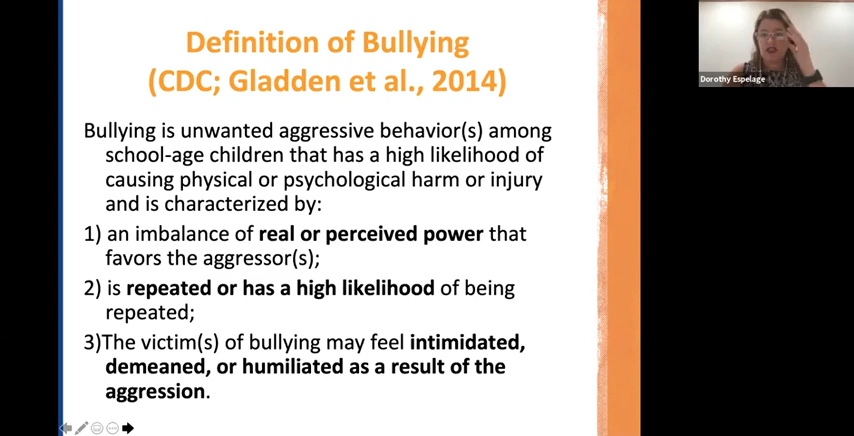 Definition of Bullying
(CDC; Gladden et al., 2014)
Bullying is unwanted aggressive behavior(s) among
school-age children that has a high likelihood of
causing physical or psychological harm or injury
and is characterized by:
1) an imbalance of real or perceived power that
favors the aggressor(s);
2) is repeated or has a high likelihood of being
repeated;
3)The victim(s) of bullying may feel intimidated,
demeaned, or humiliated as a result of the
aggression.
Dorothy Espelage